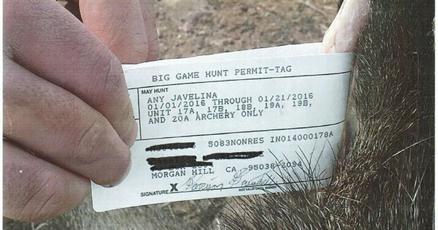 BIG GAME HUNT PERMIT-TAG
MAY HUNT
ANY JAVELINA
01/01/2016 THROUGH 01/21/2016
UNIT 17A, 17B, 18B, 19A, 19B,
AND 20A ARCHERY ONLY
5083NONRES IN014000178A
MORGAN HILL CA 95038-2094
SIGNATURE X